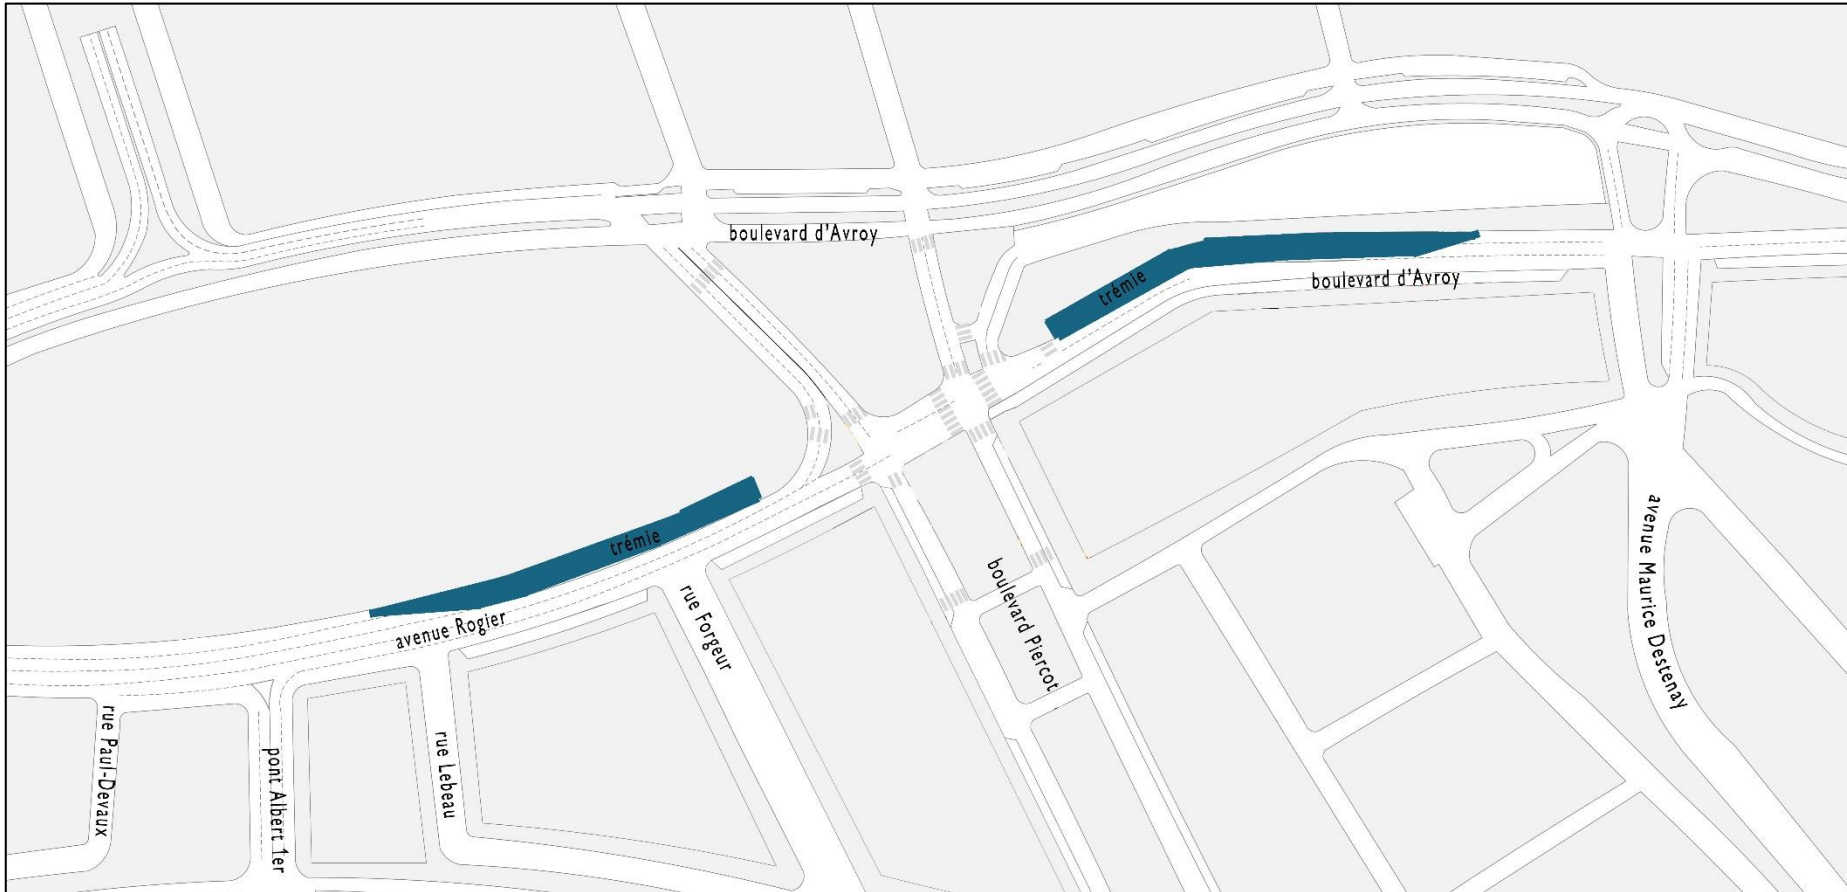 boulevard d'Avroy
trémie
boulevard d'Avroy
trémie
avenue Rogier
rue Forgeur
boulevard Piercot
avenue Maurice Destenay
rue Paul-Devaux
pont Albert 1er
rue Lebeau